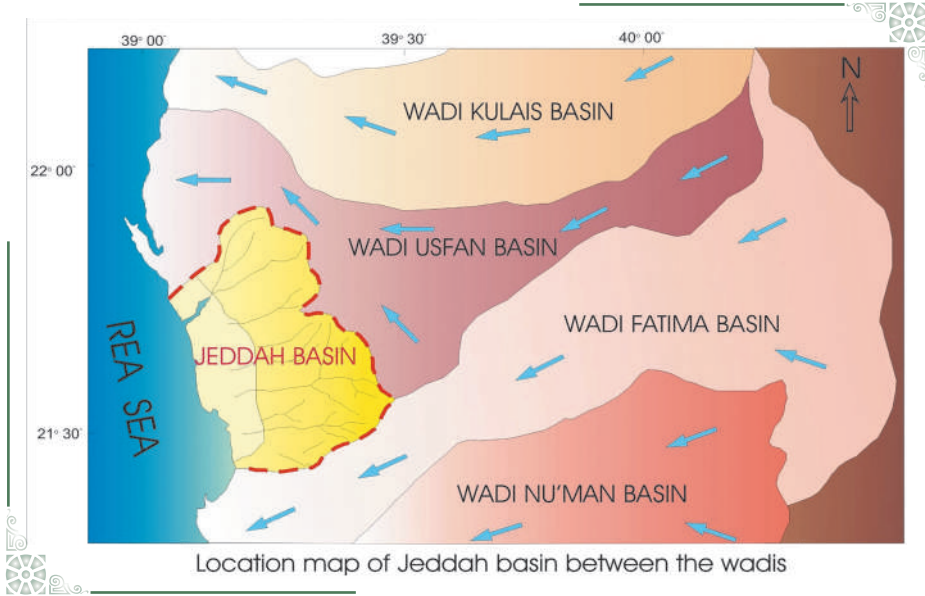 39° 00'
39° 30'
40° 00'
N
WADI KULAIS BASIN
22° 00'
WADI USFAN BASIN
WADI FATIMA BASIN
REA SEA
JEDDAH BASIN
21° 30'
WADI NU'MAN BASIN
Location map of Jeddah basin between the wadis